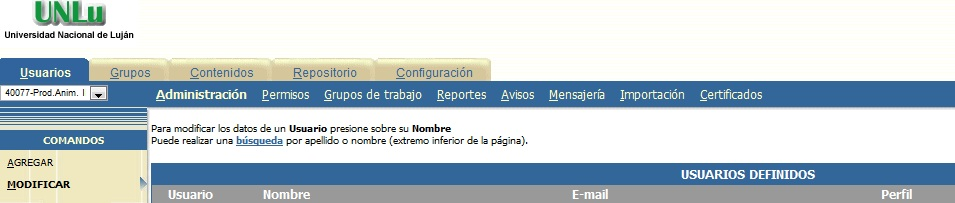 UNLu
Universidad Nacional de Luján
Usuarios Grupos Contenidos Repositorio Configuración
40077-Prod.Anim. I Administración Permisos Grupos de trabajo Reportes Avisos Mensajería Importación Certificados
Para modificar los datos de un Usuario presione sobre su Nombre
Puede realizar una búsqueda por apellido o nombre (extremo inferior de la página).
COMANDOS
AGREGAR
MODIFICAR
USUARIOS DEFINIDOS
Usuario Nombre E-mail Perfil